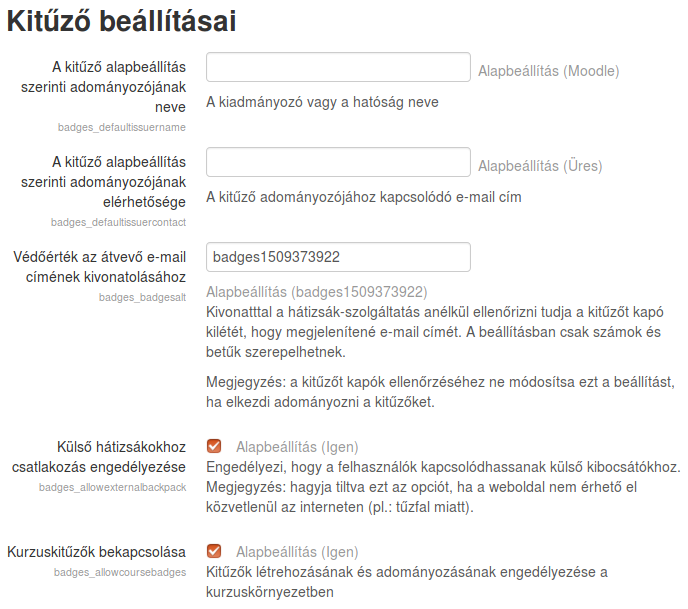 Kitűző beállításai
A kitűző alapbeállítás
szerinti adományozójának
neve
badges_defaultissuername
Alapbeállítás (Moodle)
A kiadmányozó vagy a hatóság neve
A kitűző alapbeállítás
szerinti adományozójának
elérhetősége
badges_defaultissuercontact
Alapbeállítás (Üres)
A kitűző adományozójához kapcsolódó e-mail cím
Védőérték az átvevő e-mail
címének kivonatolásához
badges_badgesalt
badges1509373922
Alapbeállítás (badges1509373922)
Kivonatttal a hátizsák-szolgáltatás anélkül ellenőrizni tudja a kitűzőt kapó
kilétét, hogy megjelenítené e-mail címét. A beállításban csak számok és
betűk szerepelhetnek.
Megjegyzés: a kitűzőt kapók ellenőrzéséhez ne módosítsa ezt a beállítást,
ha elkezdi adományozni a kitűzőket.
Külső hátizsákokhoz
csatlakozás engedélyezése
badges_allowexternalbackpack
Alapbeállítás (Igen)
Engedélyezi, hogy a felhasználók kapcsolódhassanak külső kibocsátókhoz.
Megjegyzés: hagyja tiltva ezt az opciót, ha a weboldal nem érhető el
közvetlenül az interneten (pl.: tűzfal miatt).
Kurzuskitűzők bekapcsolása
badges_allowcoursebadges
Alapbeállítás (Igen)
Kitűzők létrehozásának és adományozásának engedélyezése a
kurzuskörnyezetben